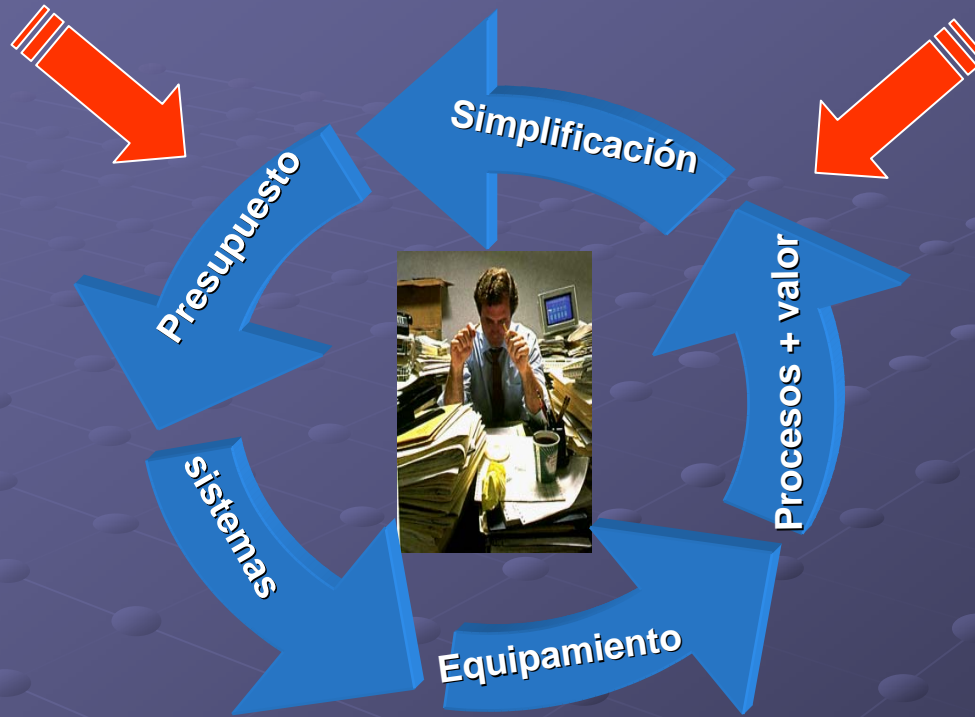 Simplificación
Presupuesto
Procesos + valor
sistemas
Equipamiento